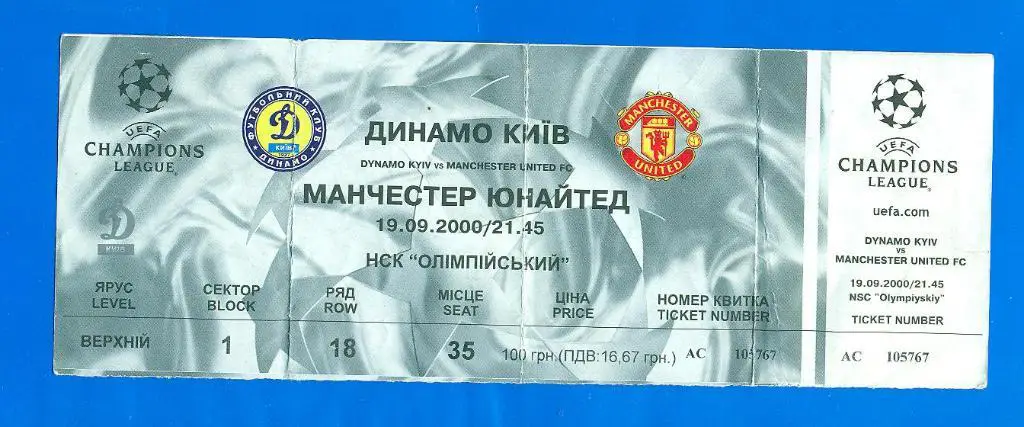 UEFA
CHAMPIONS
LEAGUE
ФУТБОЛЬНИЙ КЛУБ
Д
КИЇВ
1927
ДИНАМО
ДИНАМО КИЇВ
DYNAMO KYIV vs MANCHESTER UNITED FC
МАНЧЕСТЕР ЮНАЙТЕД
19.09.2000/21.45
НСК "ОЛІМПІЙСЬКИЙ"
MANCHESTER
UNITED
Д
КИЇВ
ЯРУС СЕКТОР РЯД МІСЦЕ ЦІНА НОМЕР КВИТКА
LEVEL BLOCK ROW SEAT PRICE TICKET NUMBER
ВЕРХНІЙ 1 18 35 100 грн.(ПДВ:16,67 грн.) АС 105767
UEFA
CHAMPIONS
LEAGUE
uefa.com
DYNAMO KYIV
vs
MANCHESTER UNITED FC
19.09.2000/21.45
NSC "Olympiyskiy"
TICKET NUMBER
АС 105767